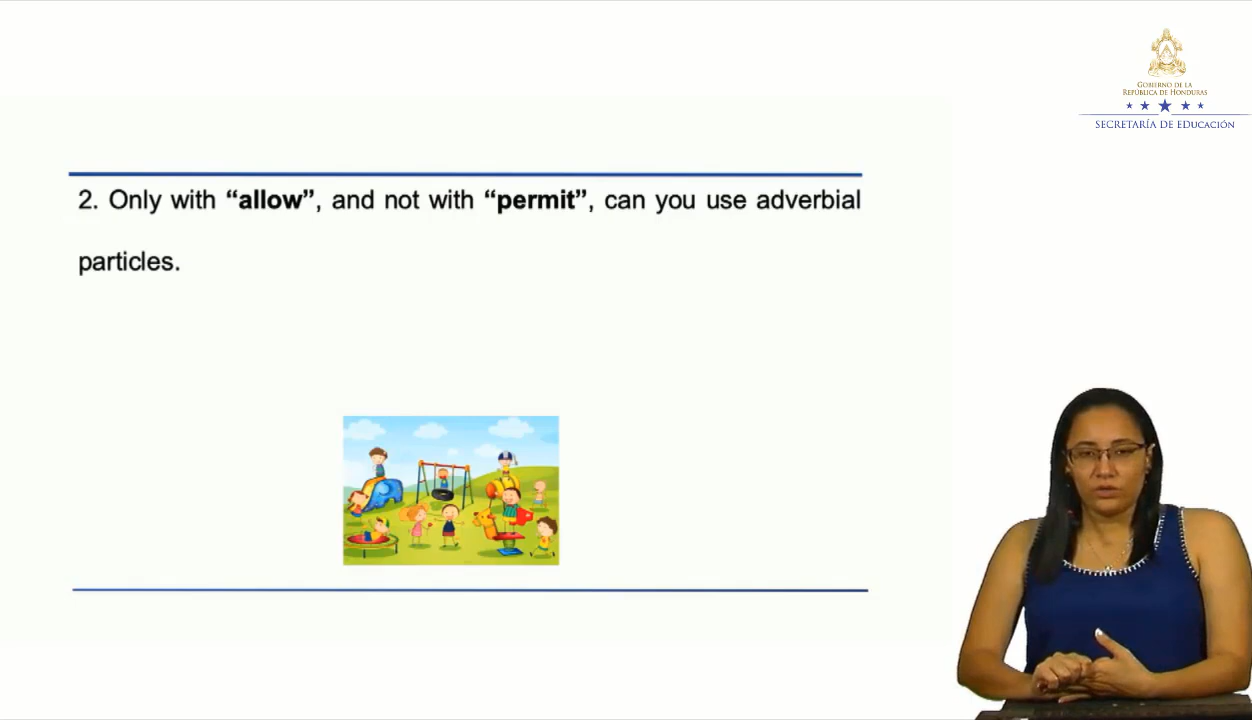 GOBIERNO DE LA
REPÚBLICA DE HONDURAS
SECRETARÍA DE EDUCACIÓN
2. Only with “allow”, and not with “permit”, can you use adverbial
particles.